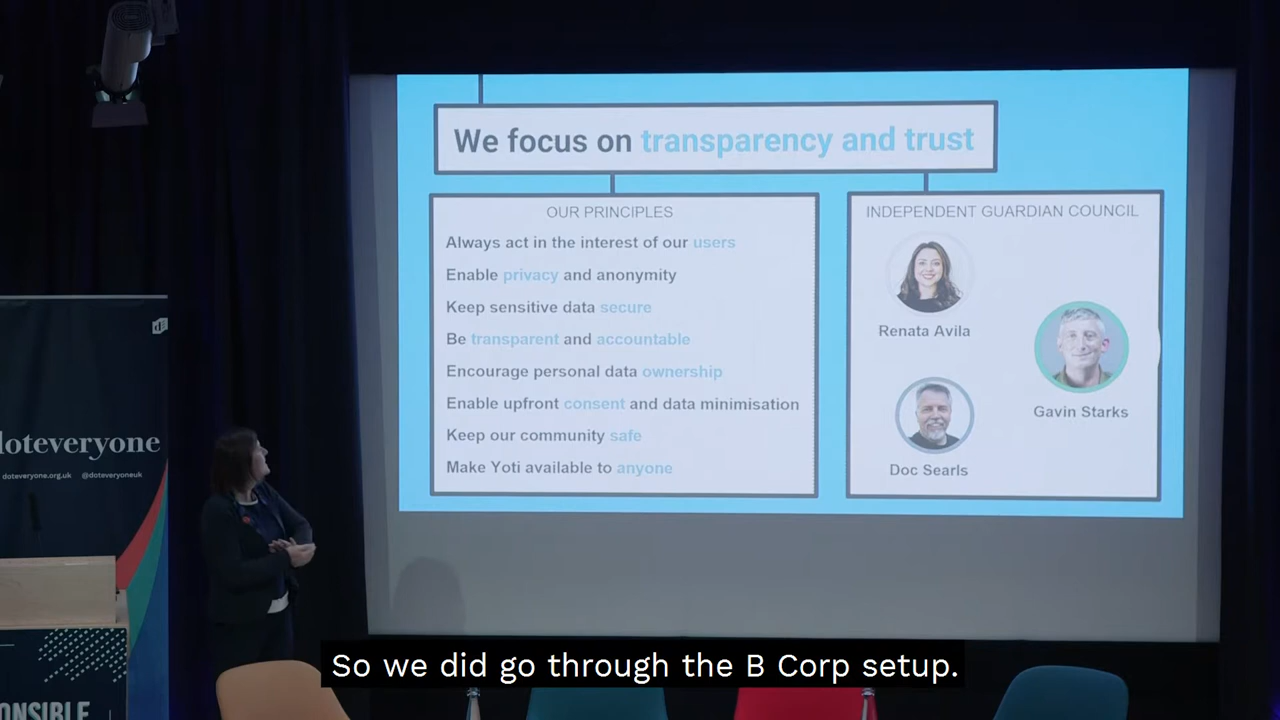 We focus on transparency and trust
OUR PRINCIPLES
Always act in the interest of our users
Enable privacy and anonymity
Keep sensitive data secure
Be transparent and accountable
Encourage personal data ownership
Enable upfront consent and data minimisation
Keep our community safe
Make Yoti available to anyone
INDEPENDENT GUARDIAN COUNCIL
Renata Avila
Gavin Starks
Doc Searls
doteveryone
doteveryone.org.uk @doteveryoneuk
ONSIBLE
So we did go through the B Corp setup.